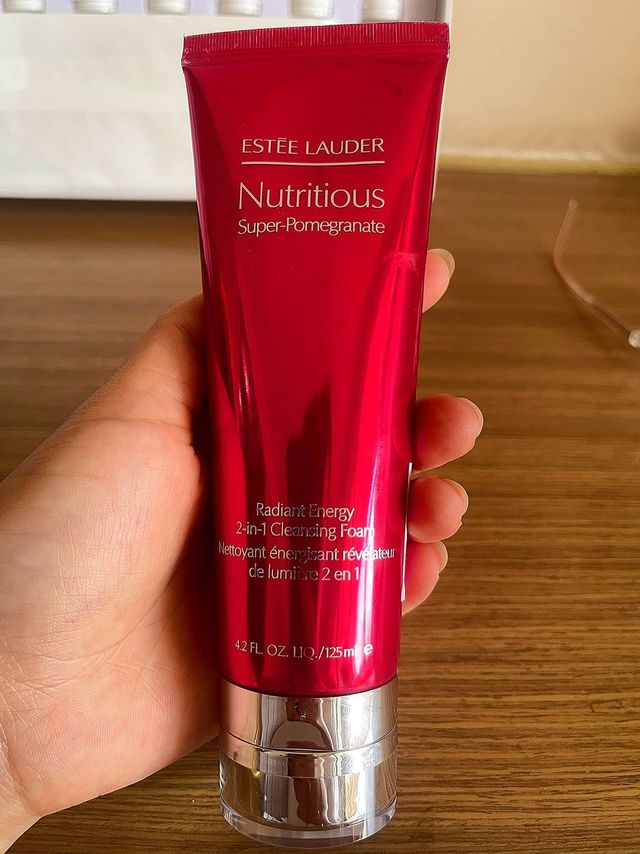 ESTĒE LAUDER
Nutritious
Super-Pomegranate
Radiant Energy
2-in-1 Cleansing Foam
Nettoyant énergisant révélateur
de lumière 2 en 1
4.2 FL. OZ. LIQ./125 ml ℮